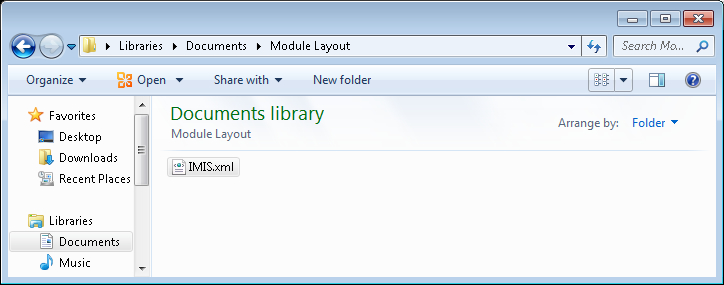 Libraries Documents Module Layout Search Mo...
Organize Open Share with New folder
Favorites
Desktop
Downloads
Recent Places
Libraries
Documents
Music
Documents library
Module Layout
Arrange by: Folder
IMIS.xml